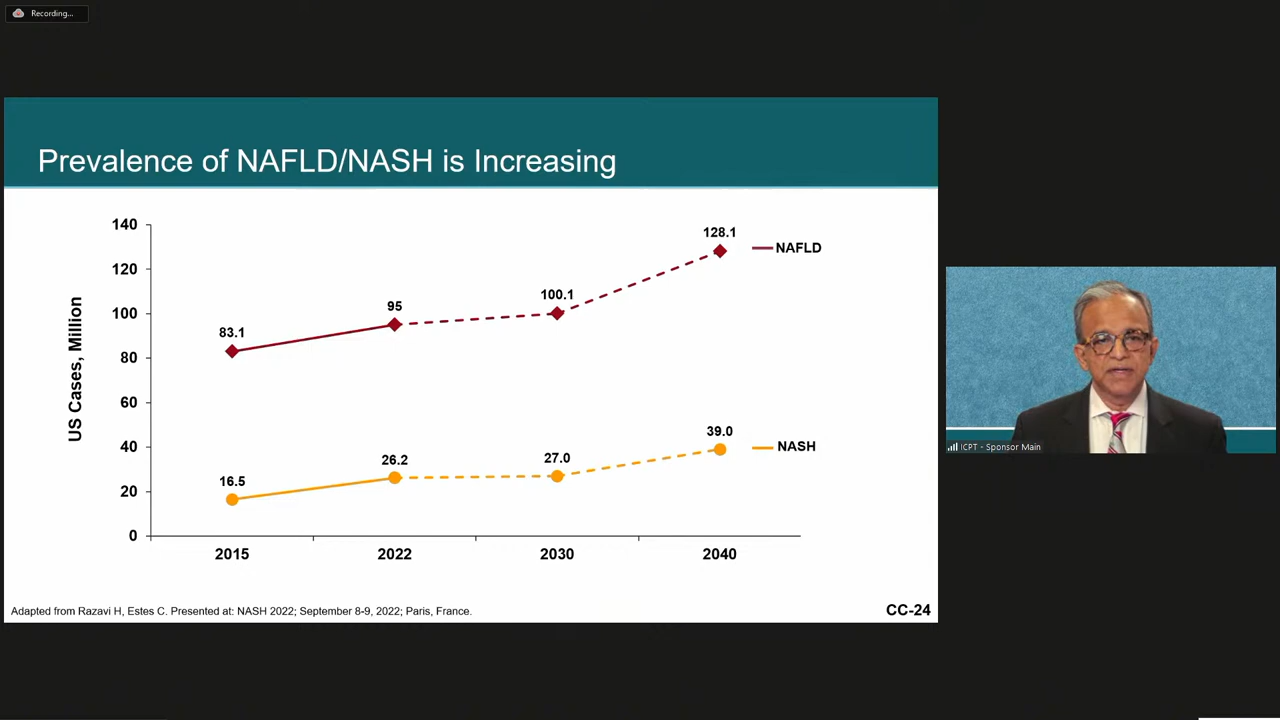 Recording...
Prevalence of NAFLD/NASH is Increasing
US Cases, Million
140
120
100
80
60
40
20
0
83.1
95
100.1
128.1
NAFLD
16.5
26.2
27.0
39.0
NASH
2015
2022
2030
2040
Adapted from Razavi H, Estes C. Presented at: NASH 2022; September 8-9, 2022; Paris, France.
CC-24
ICPT - Sponsor Main